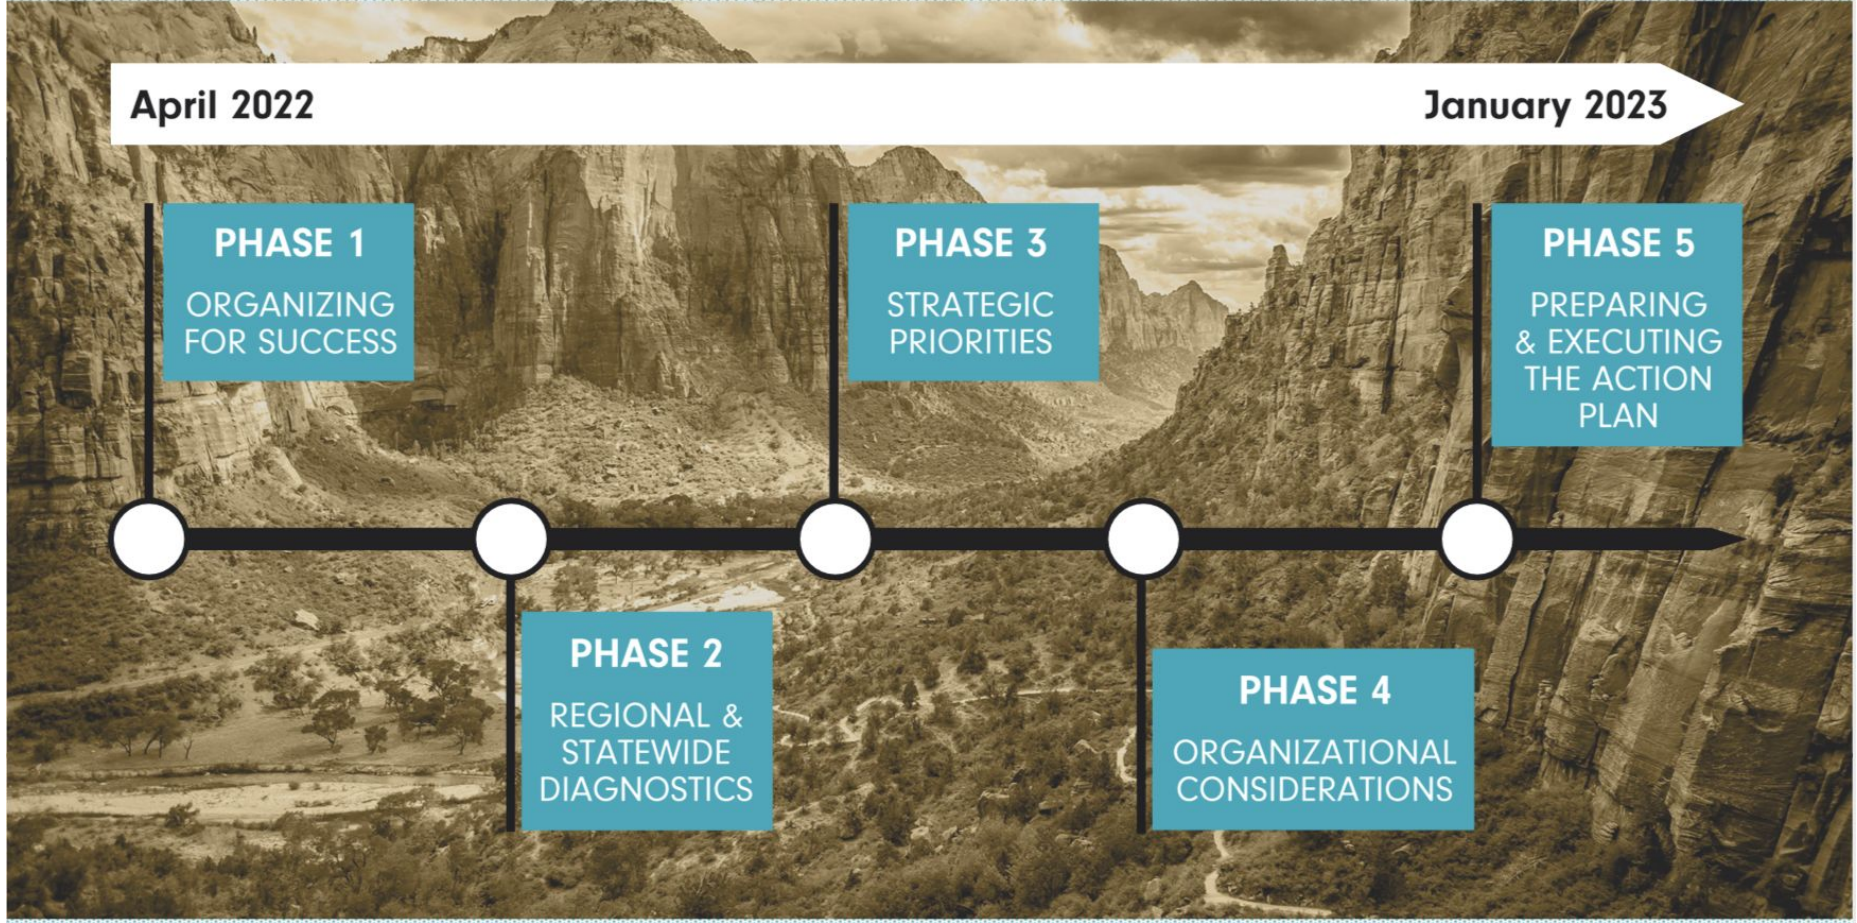 April 2022
January 2023
PHASE 1
ORGANIZING
FOR SUCCESS
PHASE 2
REGIONAL &
STATEWIDE
DIAGNOSTICS
PHASE 3
STRATEGIC
PRIORITIES
PHASE 4
ORGANIZATIONAL
CONSIDERATIONS
PHASE 5
PREPARING
& EXECUTING
THE ACTION
PLAN